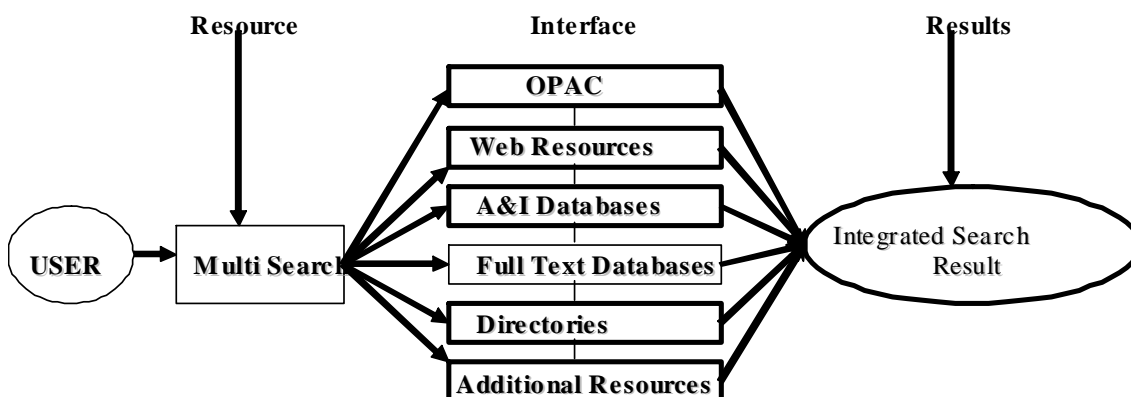 Resource Interface Results
OPAC
Web Resources
A&I Databases
USER Multi Search Full Text Databases Integrated Search
Result
Directories
Additional Resources